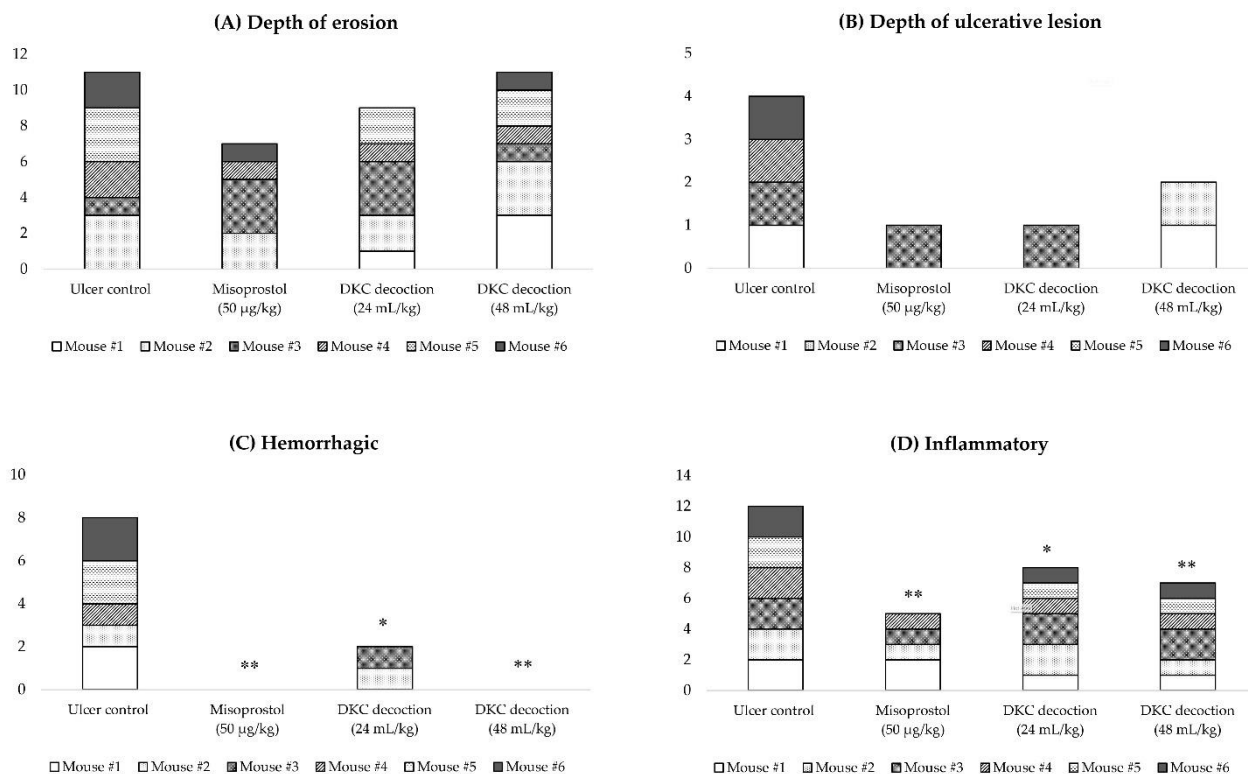 (A) Depth of erosion
12
10
8
6
4
2
0
Ulcer control
Misoprostol
(50 µg/kg)
DKC decoction
(24 mL/kg)
DKC decoction
(48 mL/kg)
Mouse #1 Mouse #2 Mouse #3 Mouse #4 Mouse #5 Mouse #6
(B) Depth of ulcerative lesion
5
4
3
2
1
0
Ulcer control
Misoprostol
(50 µg/kg)
DKC decoction
(24 mL/kg)
DKC decoction
(48 mL/kg)
Mouse #1 Mouse #2 Mouse #3 Mouse #4 Mouse #5 Mouse #6
(C) Hemorrhagic
10
8
6
4
2
0
**
*
**
Ulcer control
Misoprostol
(50 µg/kg)
DKC decoction
(24 mL/kg)
DKC decoction
(48 mL/kg)
Mouse #1 Mouse #2 Mouse #3 Mouse #4 Mouse #5 Mouse #6
(D) Inflammatory
14
12
10
8
6
4
2
0
**
*
**
Ulcer control
Misoprostol
(50 µg/kg)
DKC decoction
(24 mL/kg)
DKC decoction
(48 mL/kg)
Mouse #1 Mouse #2 Mouse #3 Mouse #4 Mouse #5 Mouse #6